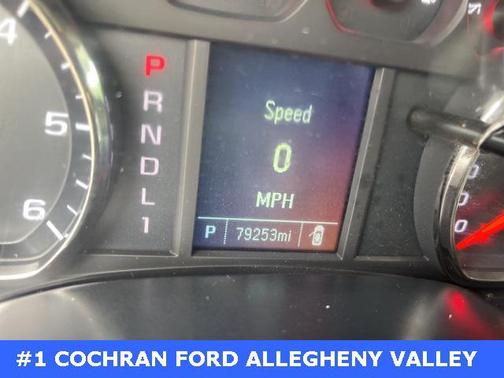 4
5
6
P
R
N
D
L
1
Speed
0
MPH
P 79253mi
#1 COCHRAN FORD ALLEGHENY VALLEY